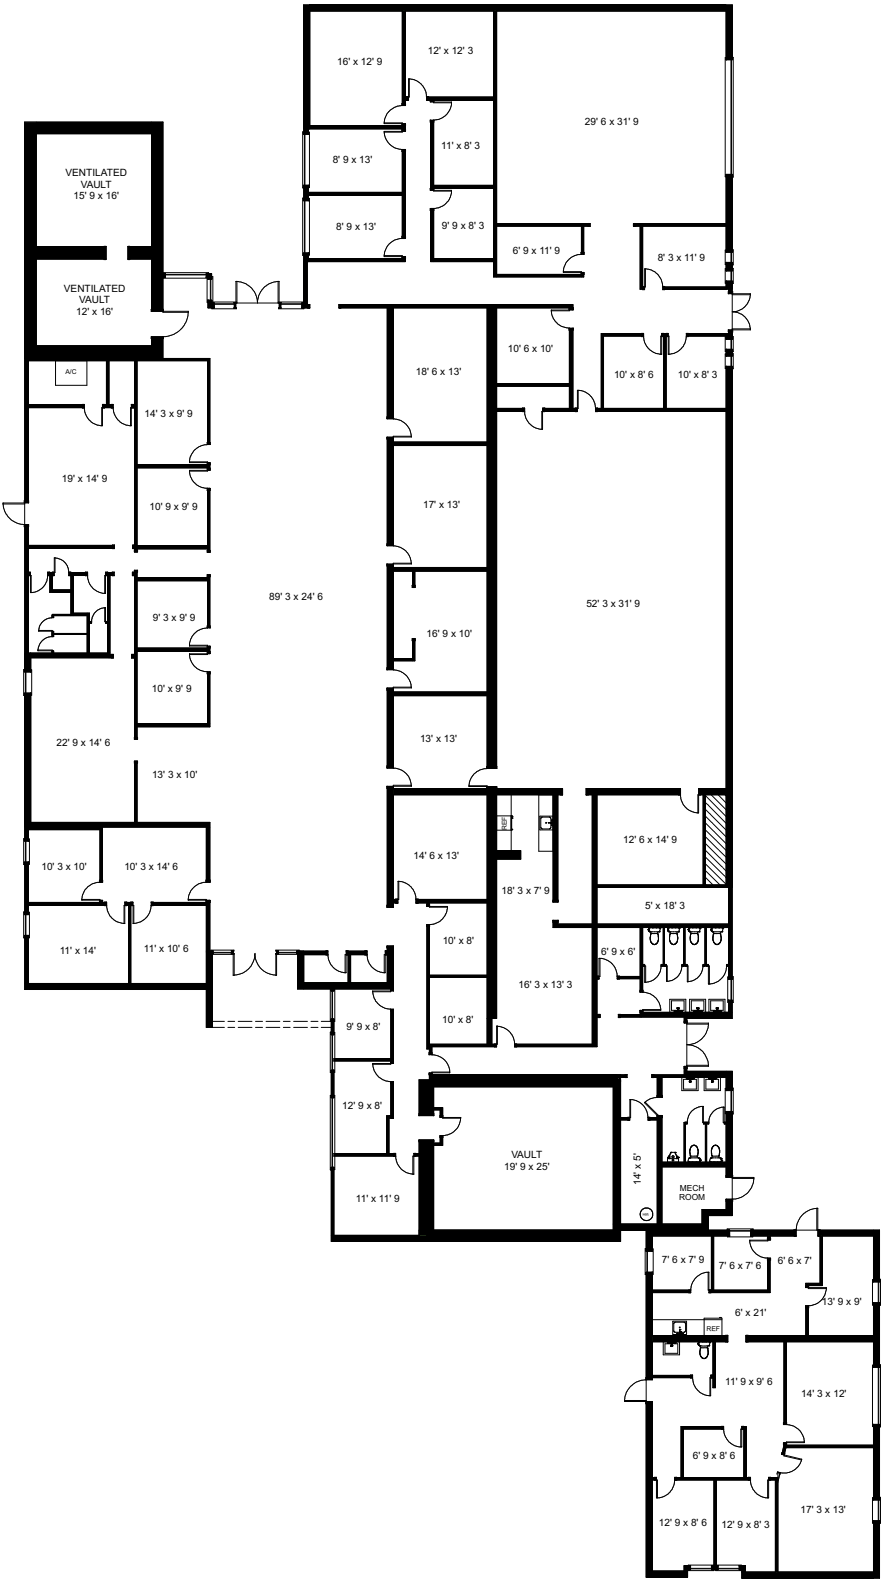 16' x 12' 9
12' x 12' 3
29' 6 x 31' 9
11' x 8' 3
8' 9 x 13'
VENTILATED
VAULT
15' 9 x 16'
8' 9 x 13'
9' 9 x 8' 3
6' 9 x 11' 9
8' 3 x 11' 9
VENTILATED
VAULT
12' x 16'
10' 6 x 10'
A/C
18' 6 x 13'
10' x 8' 6
10' x 8' 3
14' 3 x 9' 9
19' x 14' 9
10' 9 x 9' 9
17' x 13'
89' 3 x 24' 6
52' 3 x 31' 9
9' 3 x 9' 9
16' 9 x 10'
10' x 9' 9
22' 9 x 14' 6
13' x 13'
13' 3 x 10'
REF
12' 6 x 14' 9
14' 6 x 13'
10' 3 x 10'
10' 3 x 14' 6
18' 3 x 7' 9
5' x 18' 3
10' x 8'
6' 9 x 6'
11' x 14'
11' x 10' 6
16' 3 x 13' 3
10' x 8'
9' 9 x 8'
12' 9 x 8'
VAULT
19' 9 x 25'
14' x 5'
MECH
ROOM
11' x 11' 9
7' 6 x 7' 9
7' 6 x 7' 6
6' 6 x 7'
13' 9 x 9'
6' x 21'
REF
11' 9 x 9' 6
14' 3 x 12'
6' 9 x 8' 6
17' 3 x 13'
12' 9 x 8' 6
12' 9 x 8' 3